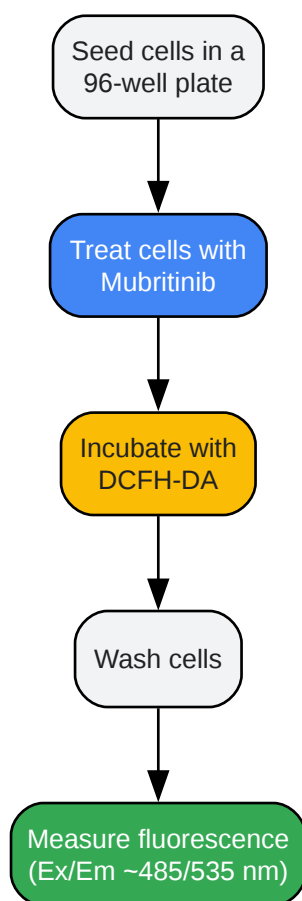 Seed cells in a
96-well plate
Treat cells with
Mubritinib
Incubate with
DCFH-DA
Wash cells
Measure fluorescence
(Ex/Em ~485/535 nm)